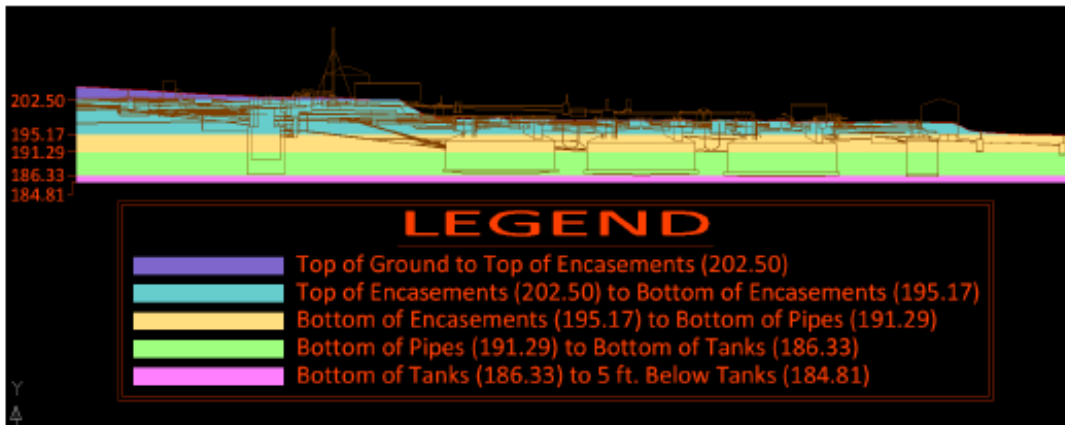 202.50
195.17
191.29
186.33
184.81
LEGEND
Top of Ground to Top of Encasements (202.50)
Top of Encasements (202.50) to Bottom of Encasements (195.17)
Bottom of Encasements (195.17) to Bottom of Pipes (191.29)
Bottom of Pipes (191.29) to Bottom of Tanks (186.33)
Bottom of Tanks (186.33) to 5 ft. Below Tanks (184.81)
Y